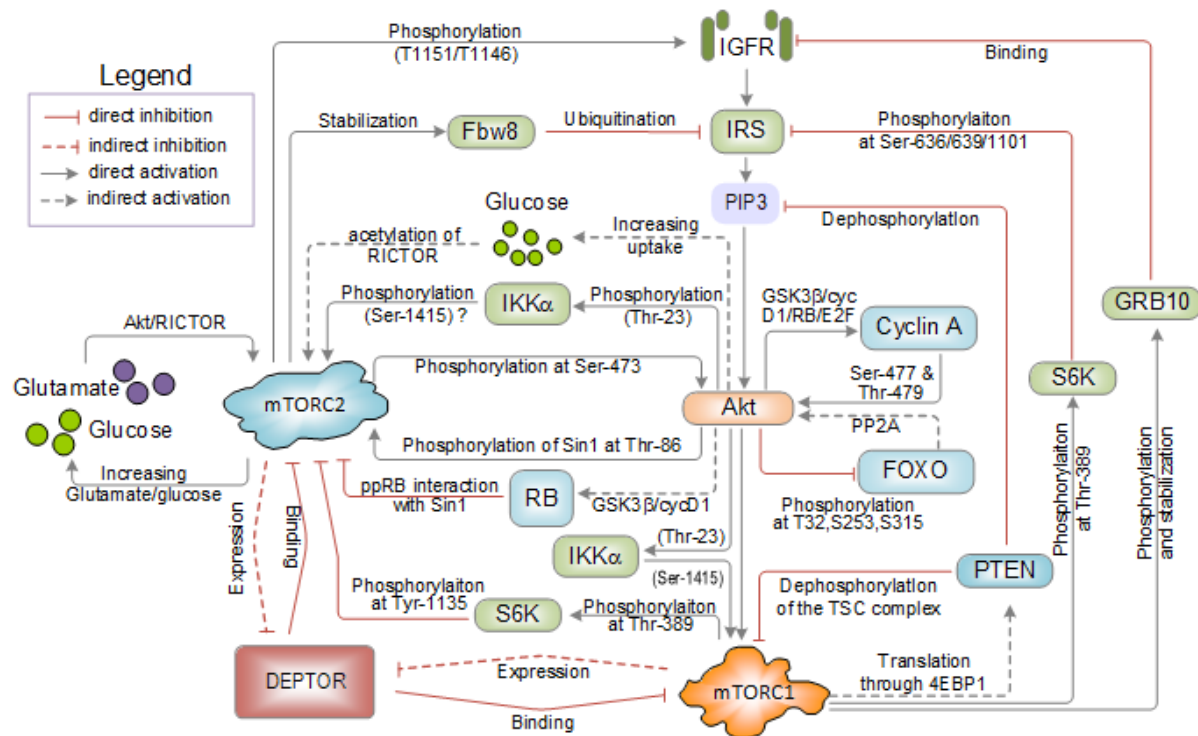 Phosphorylation
(T1151/T1146)
IGFR
Binding
Legend
direct inhibition
indirect inhibition
direct activation
indirect activation
Stabilization
Fbw8
Ubiquitination
IRS
Phosphorylaiton
at Ser-636/639/1101
PIP3
Dephosphorylation
Glucose
Increasing
uptake
acetylation of
RICTOR
Phosphorylation
(Ser-1415) ?
IKKα
Phosphorylation
(Thr-23)
GSK3β/cyc
D1/RB/E2F
Cyclin A
GRB10
Akt/RICTOR
Glutamate
Glucose
mTORC2
Phosphorylation at Ser-473
Akt
Ser-477 &
Thr-479
S6K
PP2A
FOXO
Phosphorylation of Sin1 at Thr-86
Increasing
Glutamate/glucose
ppRB interaction
with Sin1
RB
GSK3β/cycD1
Phosphorylation
at T32,S253,S315
Phosphorylaiton
at Thr-389
Phosphorylation
and stabilization
Expression
Binding
IKKα
(Thr-23)
(Ser-1415)
PTEN
Dephosphorylation
of the TSC complex
Phosphorylaiton
at Tyr-1135
S6K
Phosphorylaiton
at Thr-389
DEPTOR
Expression
Binding
mTORC1
Translation
through 4EBP1